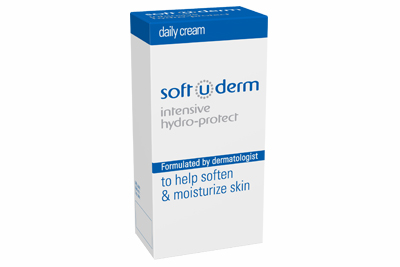 daily cream
soft u derm
intensive
hydro-protect
Formulated by dermatologist
to help soften
& moisturize skin